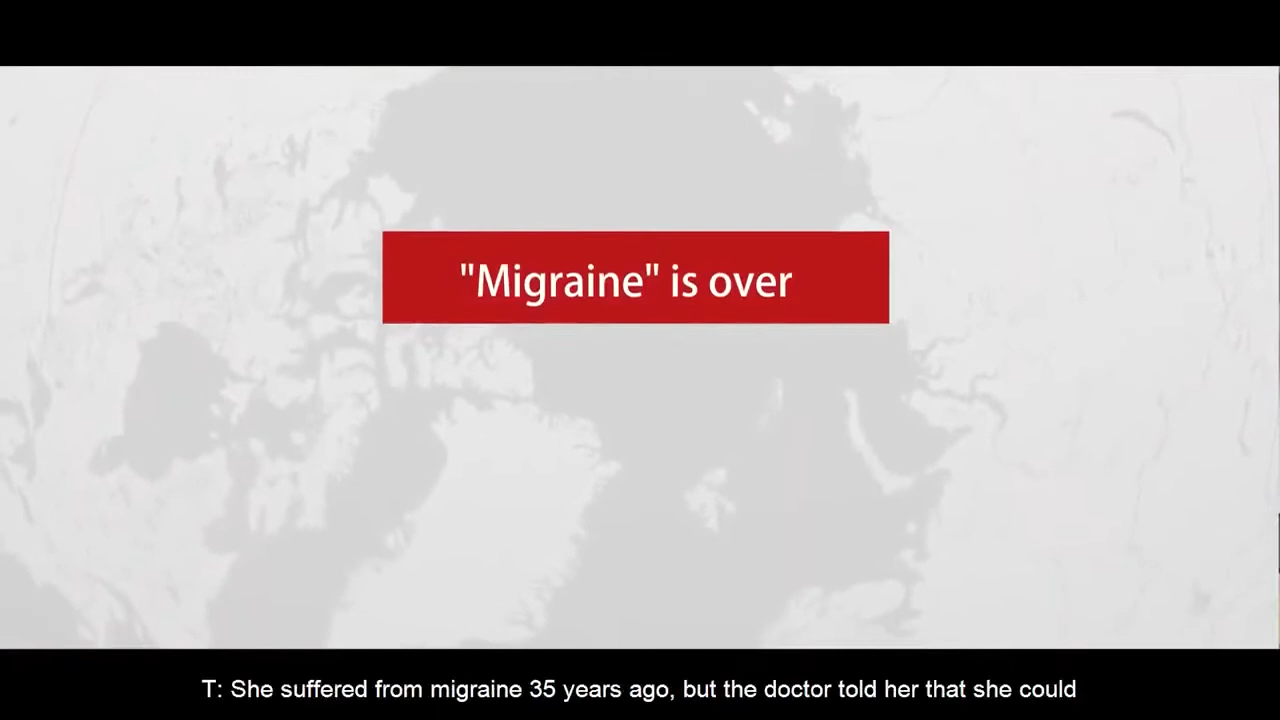 "Migraine" is over
T: She suffered from migraine 35 years ago, but the doctor told her that she could